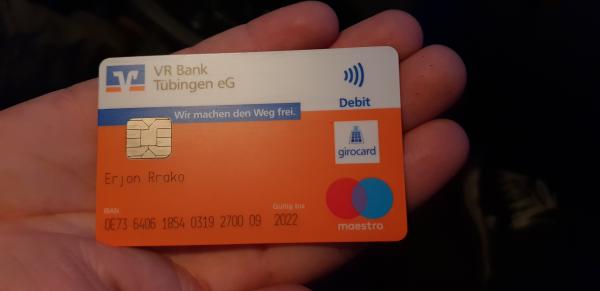 VR Bank
Tübingen eG
Debit
Wir machen den Weg frei.
girocard
Erjon Rrako
IBAN
Gültig bis
DE73 6406 1854 0319 2700 09
2022
maestro